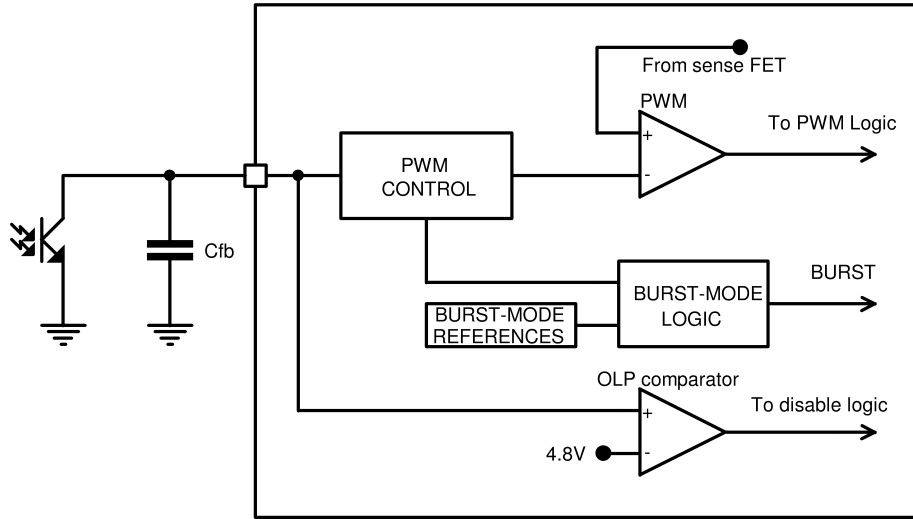 From sense FET
PWM
+
-
To PWM Logic
PWM
CONTROL
Cfb
BURST
BURST-MODE
LOGIC
BURST-MODE
REFERENCES
OLP comparator
+
-
To disable logic
4.8V